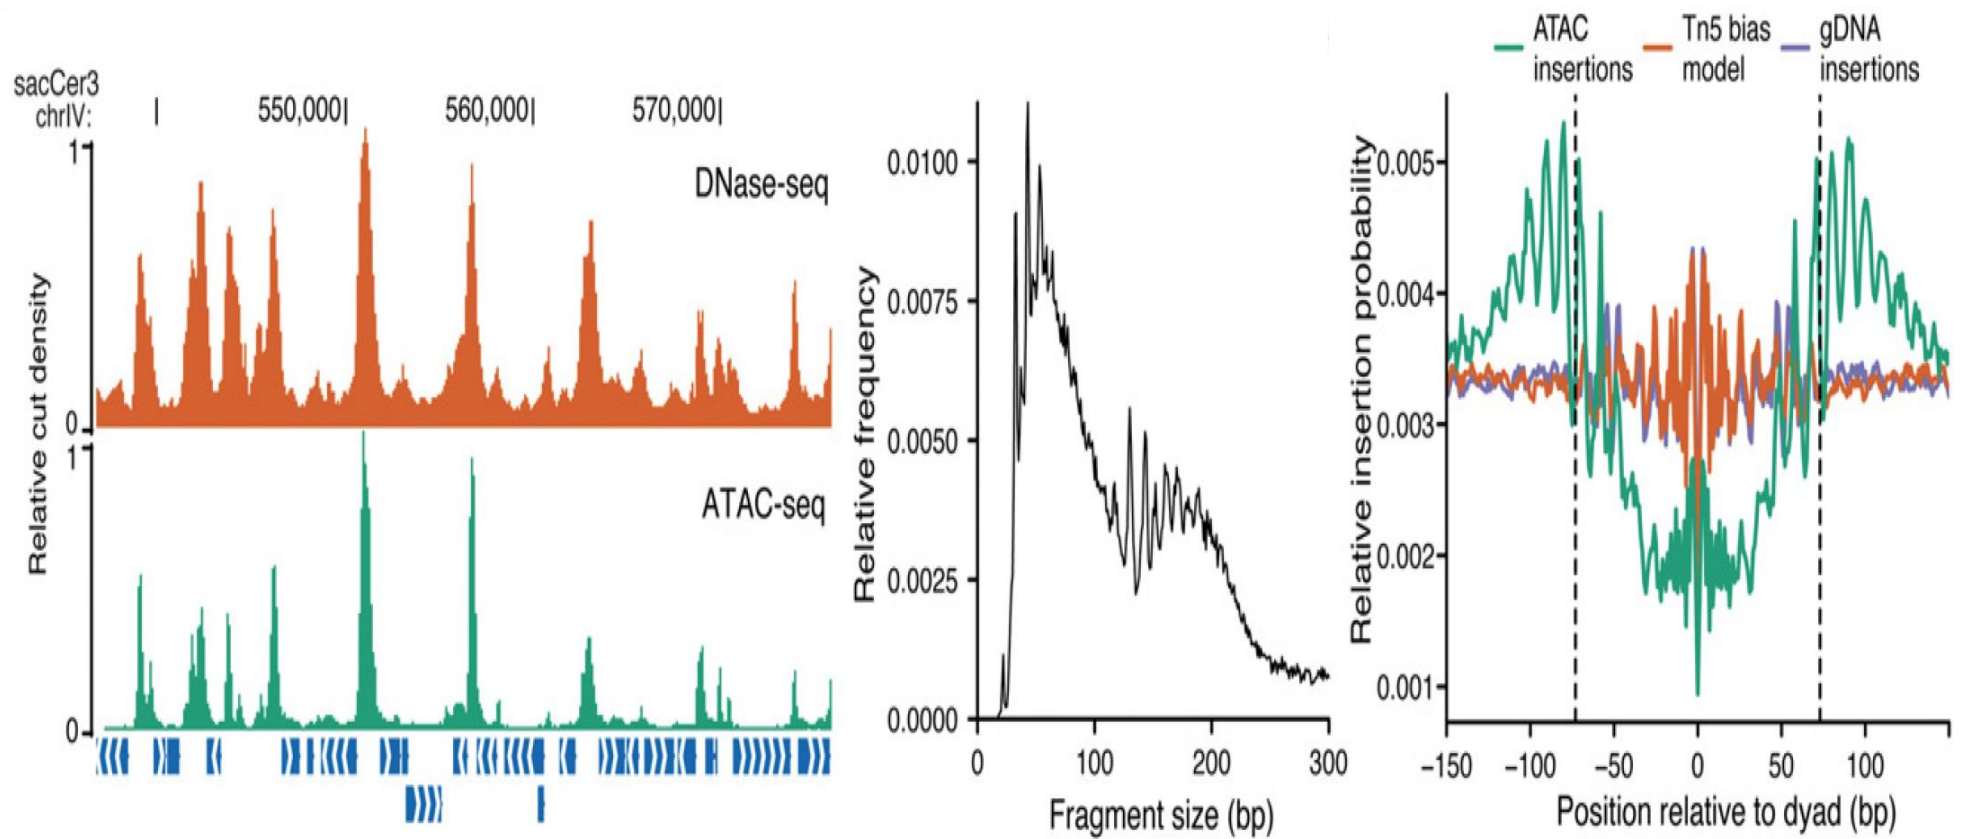 sacCer3
chrIV:
550,000
560,000
570,000
1
DNase-seq
0
Relative cut density
1
ATAC-seq
0
0.0100
0.0075
0.0050
0.0025
0.0000
Relative frequency
0
100
200
300
Fragment size (bp)
ATAC
insertions
Tn5 bias
model
gDNA
insertions
0.005
0.004
0.003
0.002
0.001
Relative insertion probability
−150
−100
−50
0
50
100
Position relative to dyad (bp)